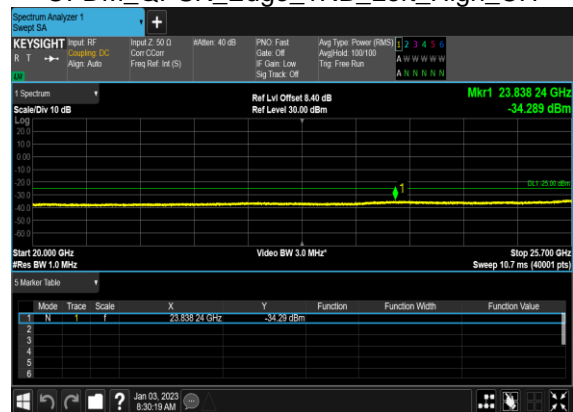 Spectrum Analyzer 1
Swept SA
+
KEYSIGHT Input: RF Input Z: 50 Ω #Atten: 40 dB PNO: Fast Avg Type: Power (RMS) 1 2 3 4 5 6
R T Coupling: DC Corr CCorr Gate: Off Avg|Hold: 100/100 A W W W W W
Align: Auto Freq Ref: Int (S) IF Gain: Low Trig: Free Run
LU Sig Track: Off A N N N N N
1 Spectrum Ref Lvl Offset 8.40 dB Mkr1 23.838 24 GHz
Scale/Div 10 dB Ref Level 30.00 dBm -34.289 dBm
Log
20.0
10.0
0.00
-10.0
-20.0 1 DL1 -25.00 dBm
-30.0
-40.0
-50.0
-60.0
Start 20.000 GHz Video BW 3.0 MHz* Stop 25.700 GHz
#Res BW 1.0 MHz Sweep 10.7 ms (40001 pts)
5 Marker Table
Mode Trace Scale X Y Function Function Width Function Value
1 N 1 f 23.838 24 GHz -34.29 dBm
2
3
4
5
6
? Jan 03, 2023
8:30:19 AM